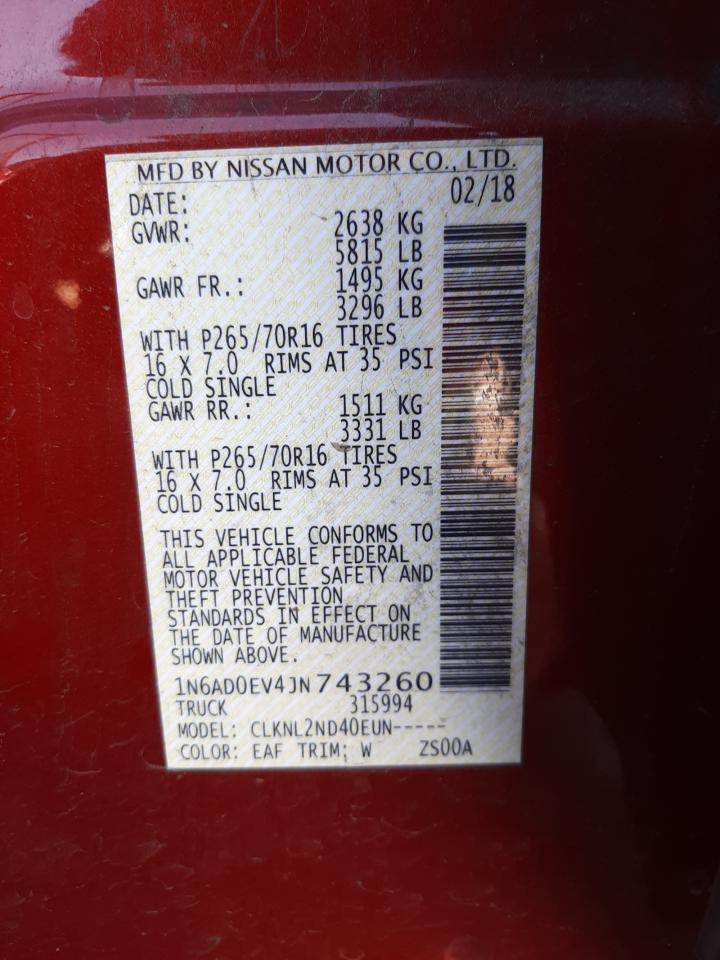 MFD BY NISSAN MOTOR CO., LTD.
DATE: 02/18
GVWR: 2638 KG
5815 LB
GAWR FR.: 1495 KG
3296 LB
WITH P265/70R16 TIRES
16 X 7.0 RIMS AT 35 PSI
COLD SINGLE
GAWR RR.: 1511 KG
3331 LB
WITH P265/70R16 TIRES
16 X 7.0 RIMS AT 35 PSI
COLD SINGLE
THIS VEHICLE CONFORMS TO
ALL APPLICABLE FEDERAL
MOTOR VEHICLE SAFETY AND
THEFT PREVENTION
STANDARDS IN EFFECT ON
THE DATE OF MANUFACTURE
SHOWN ABOVE.
1N6AD0EV4JN743260
TRUCK 315994
MODEL: CLKNL2ND40EUN-----
COLOR: EAF TRIM: W ZS00A